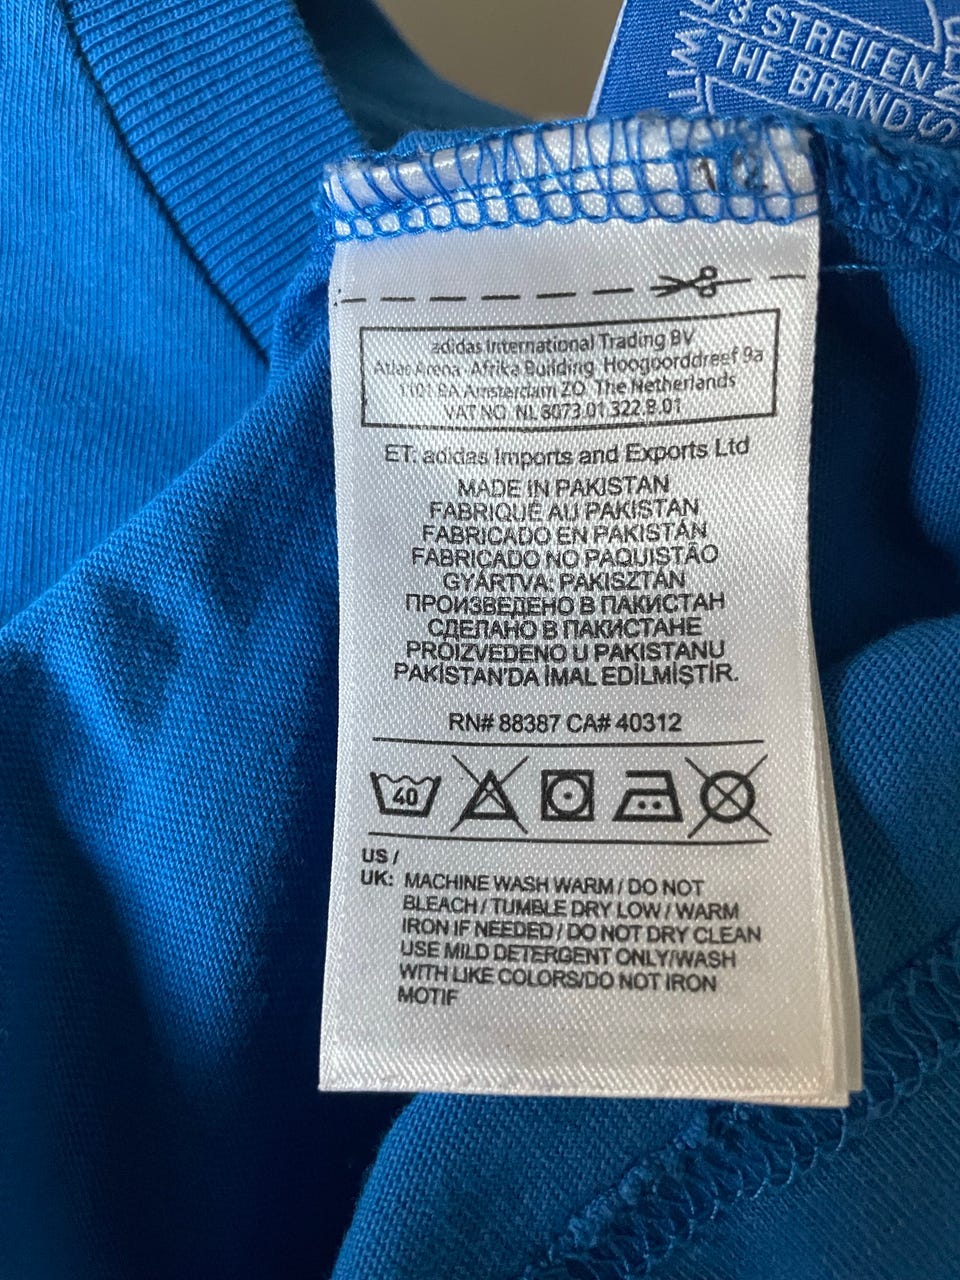 3 STREIFEN
THE BRAND
adidas International Trading BV
Atlas Arena Afrika Building, Hoogoorddreef 9a
1101 BA Amsterdam ZO, The Netherlands
VAT NO. NL 8073.01.322.B.01
ET: adidas Imports and Exports Ltd
MADE IN PAKISTAN
FABRIQUÉ AU PAKISTAN
FABRICADO EN PAKISTÁN
FABRICADO NO PAQUISTÃO
GYÁRTVA: PAKISZTÁN
ПРОИЗВЕДЕНО В ПАКИСТАН
СДЕЛАНО В ПАКИСТАНЕ
PROIZVEDENO U PAKISTANU
PAKİSTAN'DA İMAL EDİLMİŞTİR.
RN# 88387 CA# 40312
40
US /
UK: MACHINE WASH WARM / DO NOT
BLEACH / TUMBLE DRY LOW / WARM
IRON IF NEEDED / DO NOT DRY CLEAN
USE MILD DETERGENT ONLY/WASH
WITH LIKE COLORS/DO NOT IRON
MOTIF